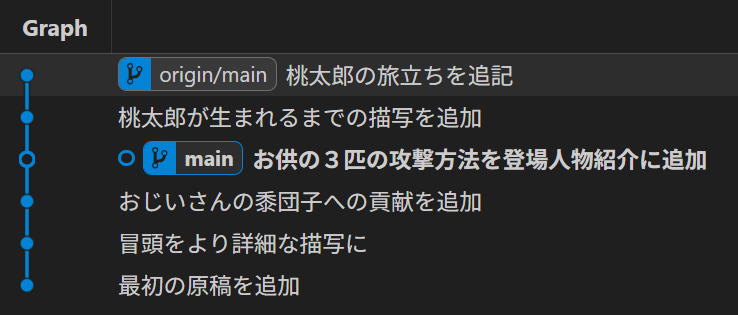 Graph
origin/main 桃太郎の旅立ちを追記
桃太郎が生まれるまでの描写を追加
main お供の３匹の攻撃方法を登場人物紹介に追加
おじいさんの黍団子への貢献を追加
冒頭をより詳細な描写に
最初の原稿を追加